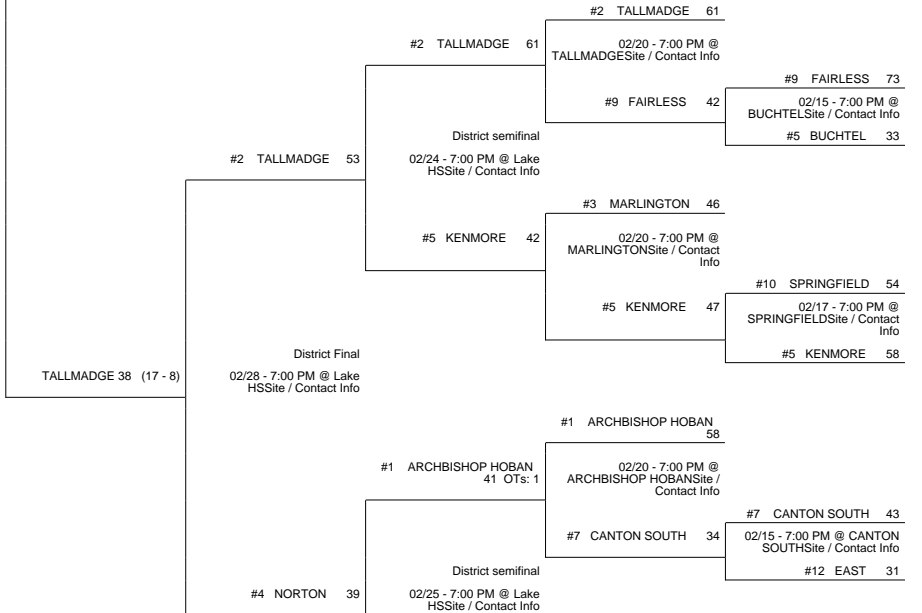 #2 TALLMADGE 61
#2 TALLMADGE 61
02/20 - 7:00 PM @
TALLMADGESite / Contact Info
#9 FAIRLESS 73
#9 FAIRLESS 42
02/15 - 7:00 PM @
BUCHTELSite / Contact Info
District semifinal
#5 BUCHTEL 33
#2 TALLMADGE 53
02/24 - 7:00 PM @ Lake
HSSite / Contact Info
#3 MARLINGTON 46
#5 KENMORE 42
02/20 - 7:00 PM @
MARLINGTONSite / Contact
Info
#10 SPRINGFIELD 54
#5 KENMORE 47
02/17 - 7:00 PM @
SPRINGFIELDSite / Contact
Info
District Final
#5 KENMORE 58
TALLMADGE 38 (17 - 8)
02/28 - 7:00 PM @ Lake
HSSite / Contact Info
#1 ARCHBISHOP HOBAN
58
#1 ARCHBISHOP HOBAN
41 OTs: 1
02/20 - 7:00 PM @
ARCHBISHOP HOBANSite /
Contact Info
#7 CANTON SOUTH 43
#7 CANTON SOUTH 34
02/15 - 7:00 PM @ CANTON
SOUTHSite / Contact Info
District semifinal
#12 EAST 31
#4 NORTON 39
02/25 - 7:00 PM @ Lake
HSSite / Contact Info